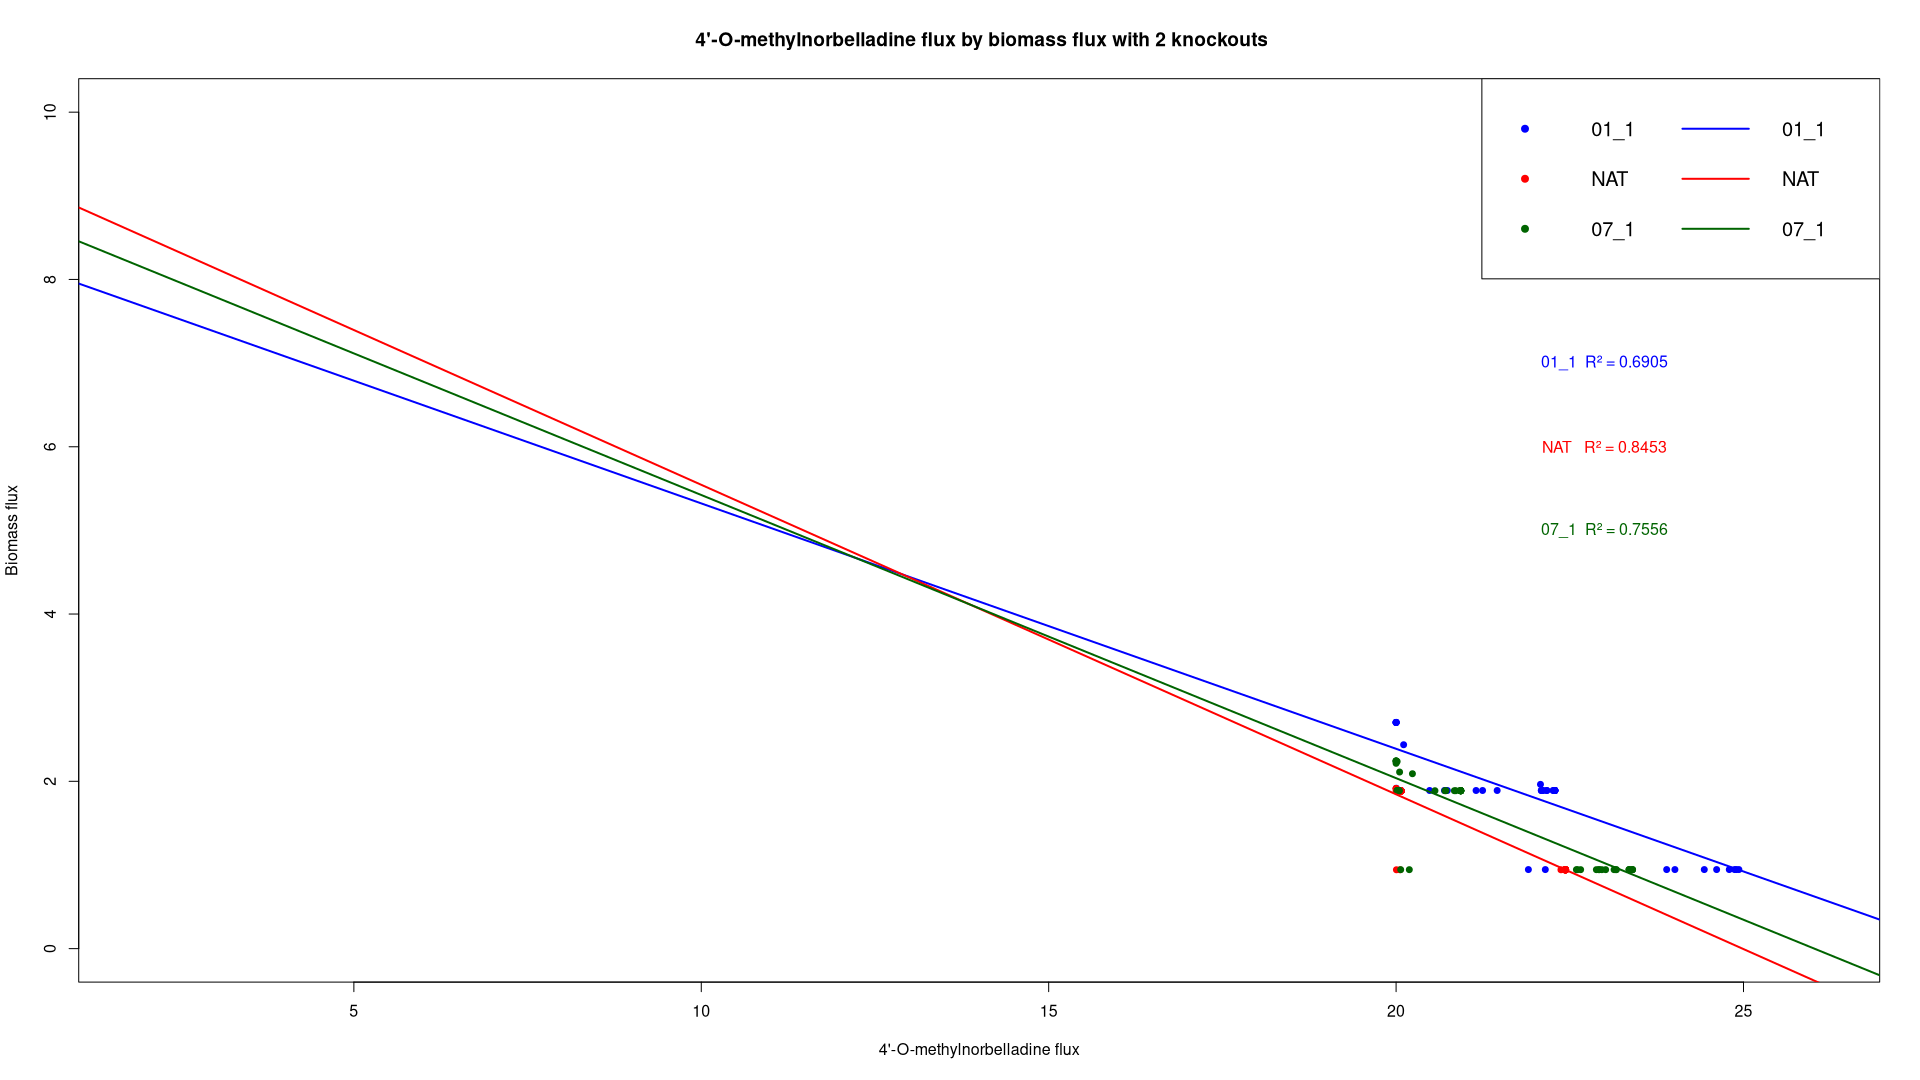 4'-O-methylnorbelladine flux by biomass flux with 2 knockouts
01_1 01_1
NAT NAT
07_1 07_1
01_1 R² = 0.6905
NAT R² = 0.8453
07_1 R² = 0.7556
Biomass flux
10
8
6
4
2
0
5 10 15 20 25
4'-O-methylnorbelladine flux